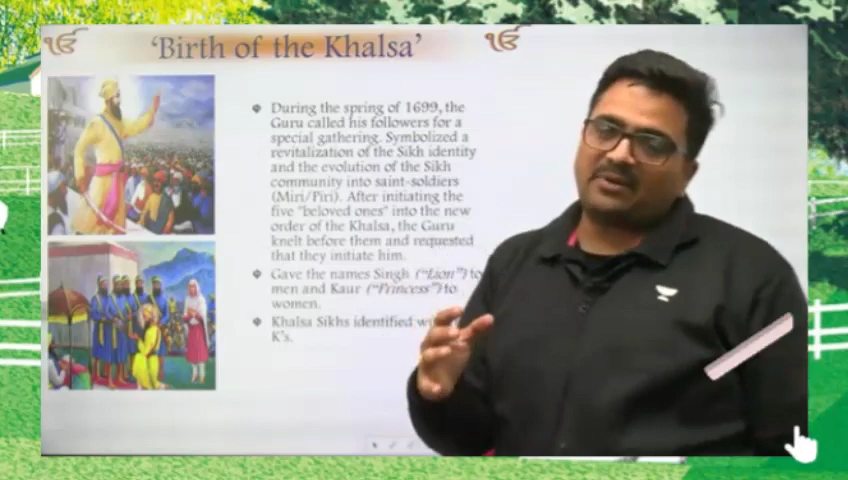 ੴ 'Birth of the Khalsa' ੴ
During the spring of 1699, the
Guru called his followers for a
special gathering. Symbolized a
revitalization of the Sikh identity
and the evolution of the Sikh
community into saint-soldiers
(Miri/Piri). After initiating the
five "beloved ones" into the new
order of the Khalsa, the Guru
knelt before them and requested
that they initiate him.
Gave the names Singh ("Lion") to
men and Kaur ("Princess") to
women.
Khalsa Sikhs identified
K's.